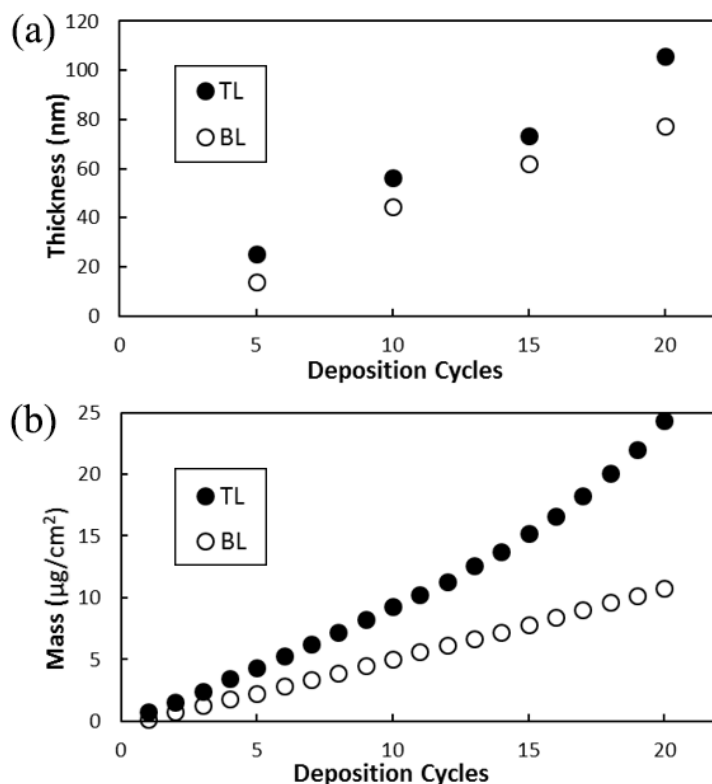 (a)
120
100
80
60
40
20
0
Thickness (nm)
TL
BL
0 5 10 15 20
Deposition Cycles
(b)
25
20
15
10
5
0
Mass (µg/cm²)
TL
BL
0 5 10 15 20
Deposition Cycles